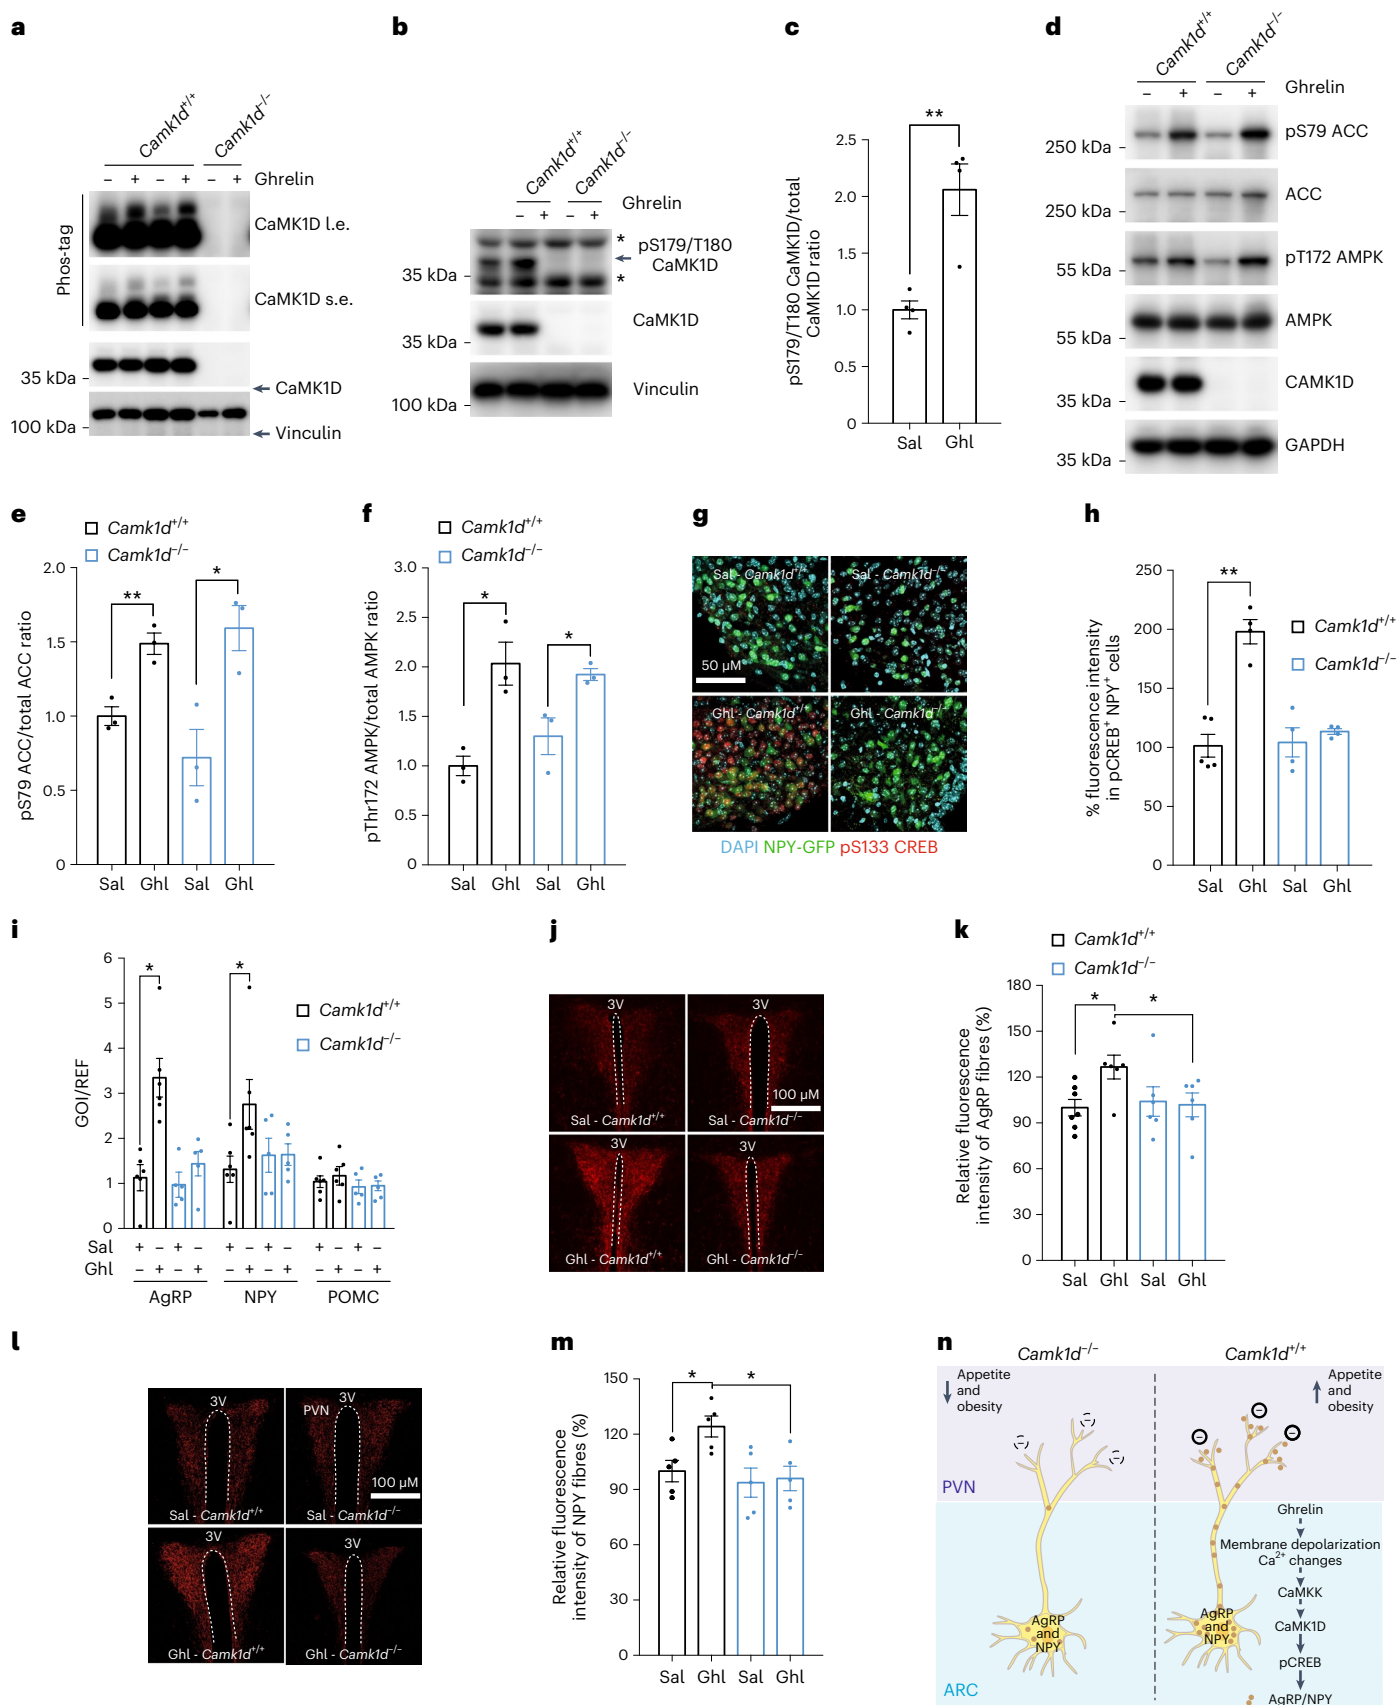 a
Camk1d+/+
Camk1d−/−
− + − + − +
Ghrelin
Phos-tag
CaMK1D l.e.
CaMK1D s.e.
35 kDa
CaMK1D
100 kDa
Vinculin
b
Camk1d+/+
Camk1d−/−
− + − +
Ghrelin
*
pS179/T180
CaMK1D
35 kDa
*
CaMK1D
35 kDa
Vinculin
100 kDa
c
pS179/T180 CaMK1D/total
CaMK1D ratio
**
2.5
2.0
1.5
1.0
0.5
0
Sal
Ghl
d
Camk1d+/+
Camk1d−/−
− + − +
Ghrelin
pS79 ACC
250 kDa
ACC
250 kDa
pT172 AMPK
55 kDa
AMPK
55 kDa
CAMK1D
35 kDa
GAPDH
35 kDa
e
Camk1d+/+
Camk1d−/−
pS79 ACC/total ACC ratio
2.0
1.5
1.0
0.5
0
**
*
Sal Ghl Sal Ghl
f
Camk1d+/+
Camk1d−/−
pThr172 AMPK/total AMPK ratio
3.0
2.5
2.0
1.5
1.0
0.5
0
*
*
Sal Ghl Sal Ghl
g
Sal - Camk1d+/+
Sal - Camk1d−/−
50 µM
Ghl - Camk1d+/+
Ghl - Camk1d−/−
DAPI NPY-GFP pS133 CREB
h
% fluorescence intensity
in pCREB+ NPY+ cells
250
200
150
100
50
0
**
Camk1d+/+
Camk1d−/−
Sal Ghl Sal Ghl
i
GOI/REF
6
5
4
3
2
1
0
*
*
Camk1d+/+
Camk1d−/−
Sal + − + − + − + − + − + −
Ghl − + − + − + − + − + − +
AgRP
NPY
POMC
j
3V
3V
100 µM
Sal - Camk1d+/+
Sal - Camk1d−/−
3V
3V
Ghl - Camk1d+/+
Ghl - Camk1d−/−
k
Camk1d+/+
Camk1d−/−
Relative fluorescence
intensity of AgRP fibres (%)
180
150
120
90
60
30
0
*
*
Sal Ghl Sal Ghl
l
3V
3V
PVN
100 µM
Sal - Camk1d+/+
Sal - Camk1d−/−
3V
3V
Ghl - Camk1d+/+
Ghl - Camk1d−/−
m
Relative fluorescence
intensity of NPY fibres (%)
150
120
90
60
30
0
*
*
Sal Ghl Sal Ghl
n
Camk1d−/−
Camk1d+/+
Appetite
and
obesity
Appetite
and
obesity
−
−
−
−
−
−
PVN
Ghrelin
Membrane depolarization
Ca2+ changes
CaMKK
CaMK1D
pCREB
AgRP/NPY
AgRP
and
NPY
AgRP
and
NPY
ARC